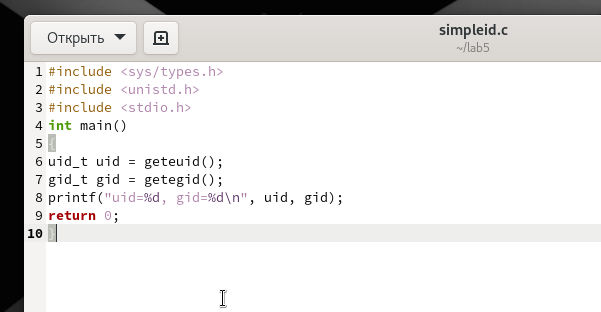 Открыть
simpleid.c
~/lab5
1 #include <sys/types.h>
2 #include <unistd.h>
3 #include <stdio.h>
4 int main()
5 {
6 uid_t uid = geteuid();
7 gid_t gid = getegid();
8 printf("uid=%d, gid=%d\n", uid, gid);
9 return 0;
10 }